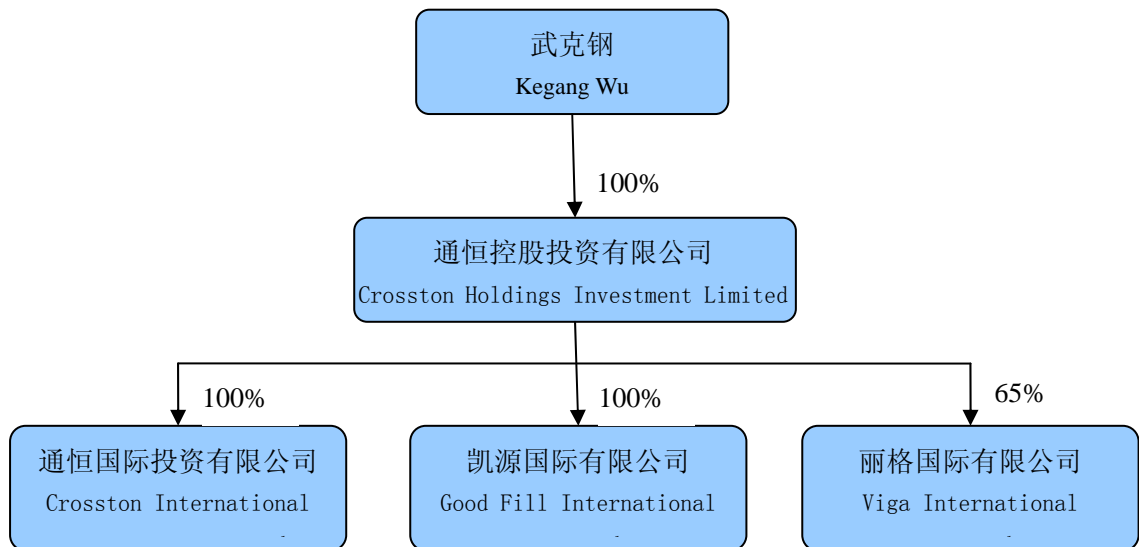 武克钢
Kegang Wu
100%
通恒控股投资有限公司
Crosston Holdings Investment Limited
100%
100%
65%
通恒国际投资有限公司
Crosston International
凯源国际有限公司
Good Fill International
丽格国际有限公司
Viga International